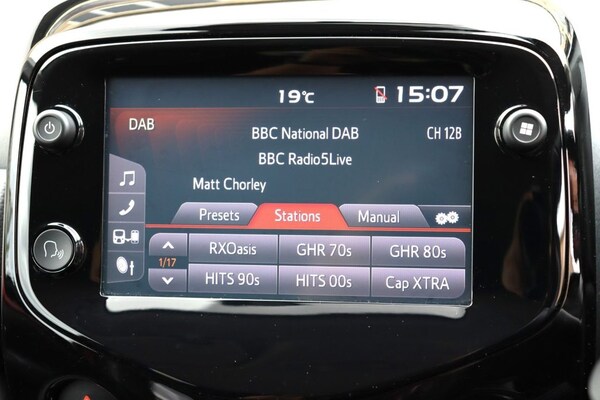 19°C 15:07
DAB
BBC National DAB CH 12B
BBC Radio5Live
Matt Chorley
Presets Stations Manual
RXOasis GHR 70s GHR 80s
1/17
HITS 90s HITS 00s Cap XTRA